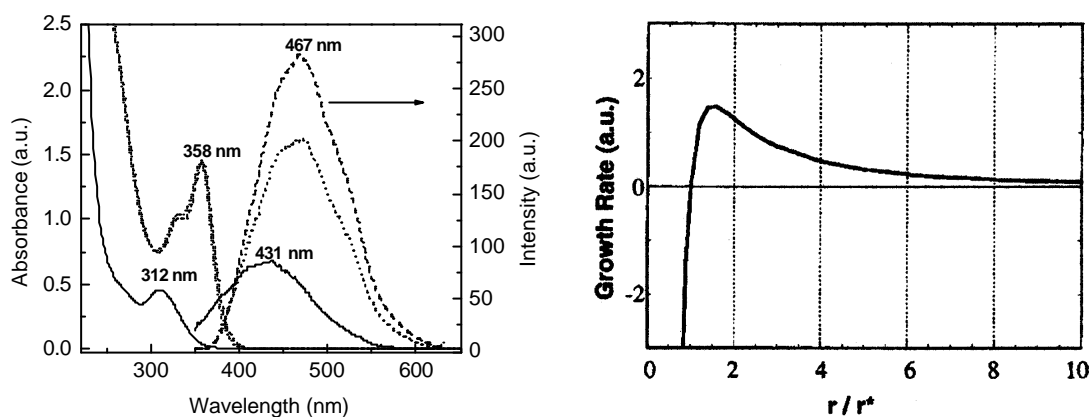 2.5
2.0
1.5
1.0
0.5
0.0
Absorbance (a.u.)
300
400
500
600
Wavelength (nm)
300
250
200
150
100
50
0
Intensity (a.u.)
467 nm
358 nm
431 nm
312 nm
2
0
-2
Growth Rate (a.u.)
0
2
4
6
8
10
r / r*